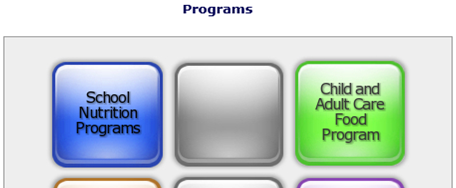 Programs
School
Nutrition
Programs
Child and
Adult Care
Food
Program